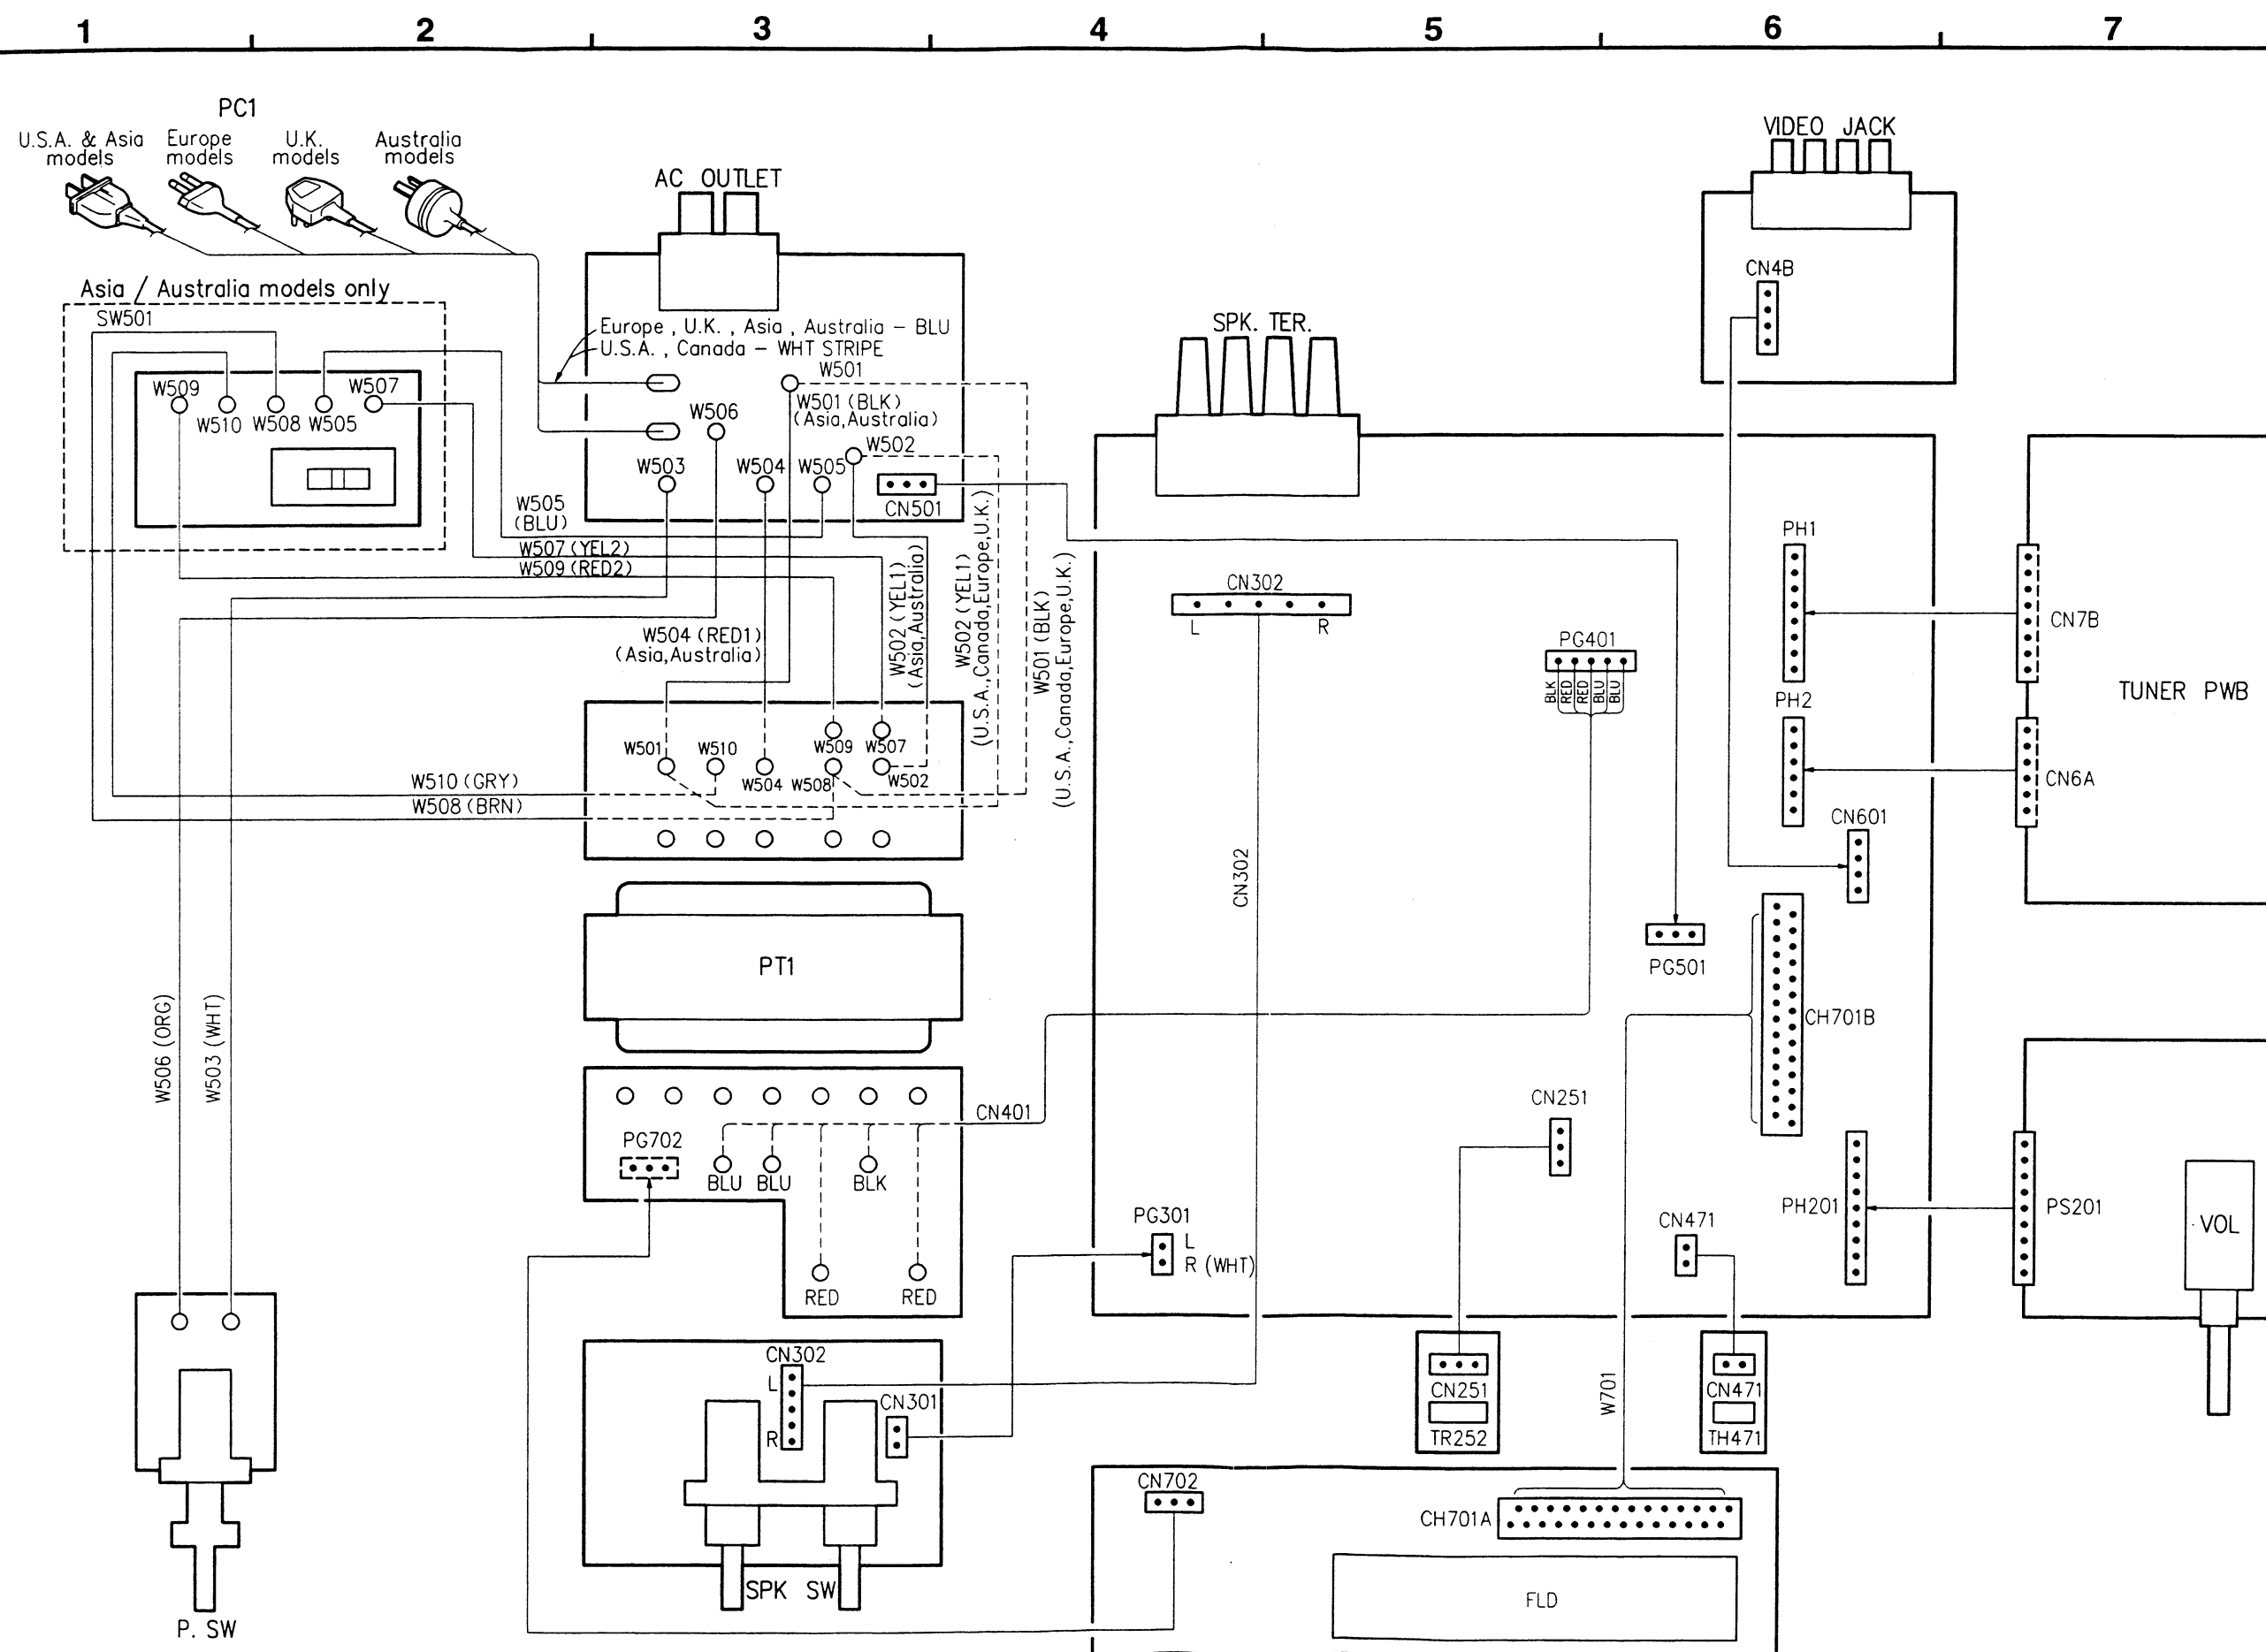 1 2 3 4 5 6 7
PC1
U.S.A. & Asia models
Europe models
U.K. models
Australia models
AC OUTLET
VIDEO JACK
CN4B
Asia / Australia models only
SW501
W509
W510
W508
W505
W507
Europe , U.K. , Asia , Australia – BLU
U.S.A. , Canada – WHT STRIPE
W501
W501 (BLK)
(Asia,Australia)
W506
W502
W503
W504
W505
CN501
SPK. TER.
W505
(BLU)
W507 (YEL2)
W509 (RED2)
W504 (RED1)
(Asia,Australia)
W502 (YEL1)
(Asia,Australia)
W502 (YEL1)
(U.S.A.,Canada,Europe,U.K.)
W501 (BLK)
(U.S.A.,Canada,Europe,U.K.)
CN302
L
R
PG401
BLK
RED
RED
BLU
BLU
PH1
CN7B
TUNER PWB
PH2
CN6A
CN601
W501
W510
W509
W507
W504
W508
W502
W510 (GRY)
W508 (BRN)
CN302
PT1
PG501
CH701B
W506 (ORG)
W503 (WHT)
CN401
PG702
BLU
BLU
BLK
RED
RED
CN251
PG301
L
R (WHT)
CN471
PH201
PS201
VOL
CN302
L
R
CN301
CN251
TR252
W701
CN471
TH471
CN702
CH701A
FLD
SPK SW
P. SW